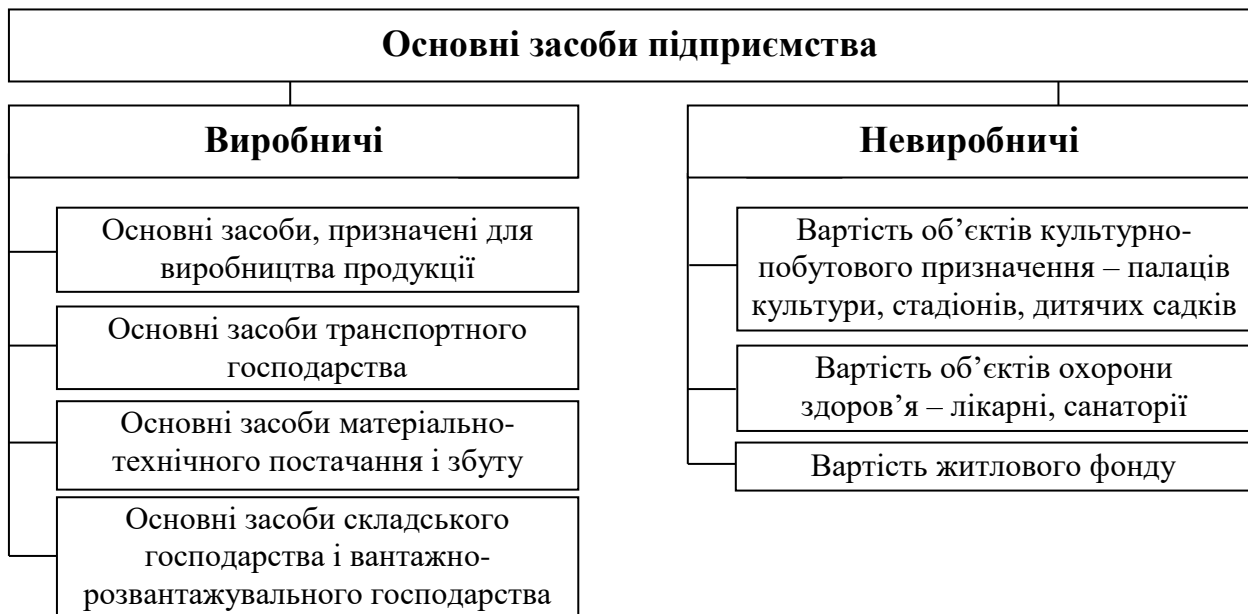 Основні засоби підприємства
Виробничі
Основні засоби, призначені для
виробництва продукції
Основні засоби транспортного
господарства
Основні засоби матеріально-
технічного постачання і збуту
Основні засоби складського
господарства і вантажно-
розвантажувального господарства
Невиробничі
Вартість об’єктів культурно-
побутового призначення – палаців
культури, стадіонів, дитячих садків
Вартість об’єктів охорони
здоров’я – лікарні, санаторії
Вартість житлового фонду